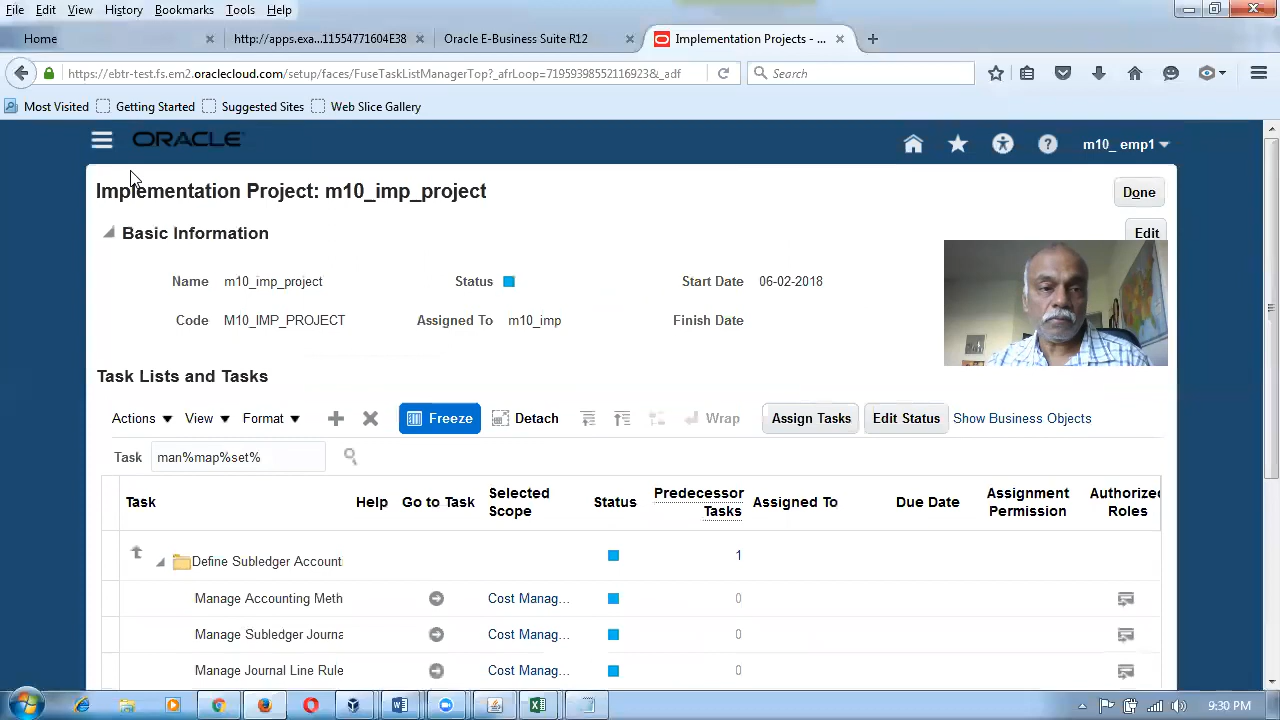 File Edit View History Bookmarks Tools Help
Home × http://apps.exa...11554771604E38 × Oracle E-Business Suite R12 × Implementation Projects - ... × +
https://ebtr-test.fs.em2.oraclecloud.com/setup/faces/FuseTaskListManagerTop?_afrLoop=71959398552116923&_adf Search
Most Visited Getting Started Suggested Sites Web Slice Gallery
ORACLE m10_ emp1
Implementation Project: m10_imp_project Done
Basic Information Edit
Name m10_imp_project Status Start Date 06-02-2018
Code M10_IMP_PROJECT Assigned To m10_imp Finish Date
Task Lists and Tasks
Actions View Format Freeze Detach Wrap Assign Tasks Edit Status Show Business Objects
Task man%map%set%
Task Help Go to Task Selected Scope Status Predecessor Tasks Assigned To Due Date Assignment Permission Authorized Roles
Define Subledger Account 1
Manage Accounting Meth Cost Manag... 0
Manage Subledger Journa Cost Manag... 0
Manage Journal Line Rule Cost Manag... 0
9:30 PM